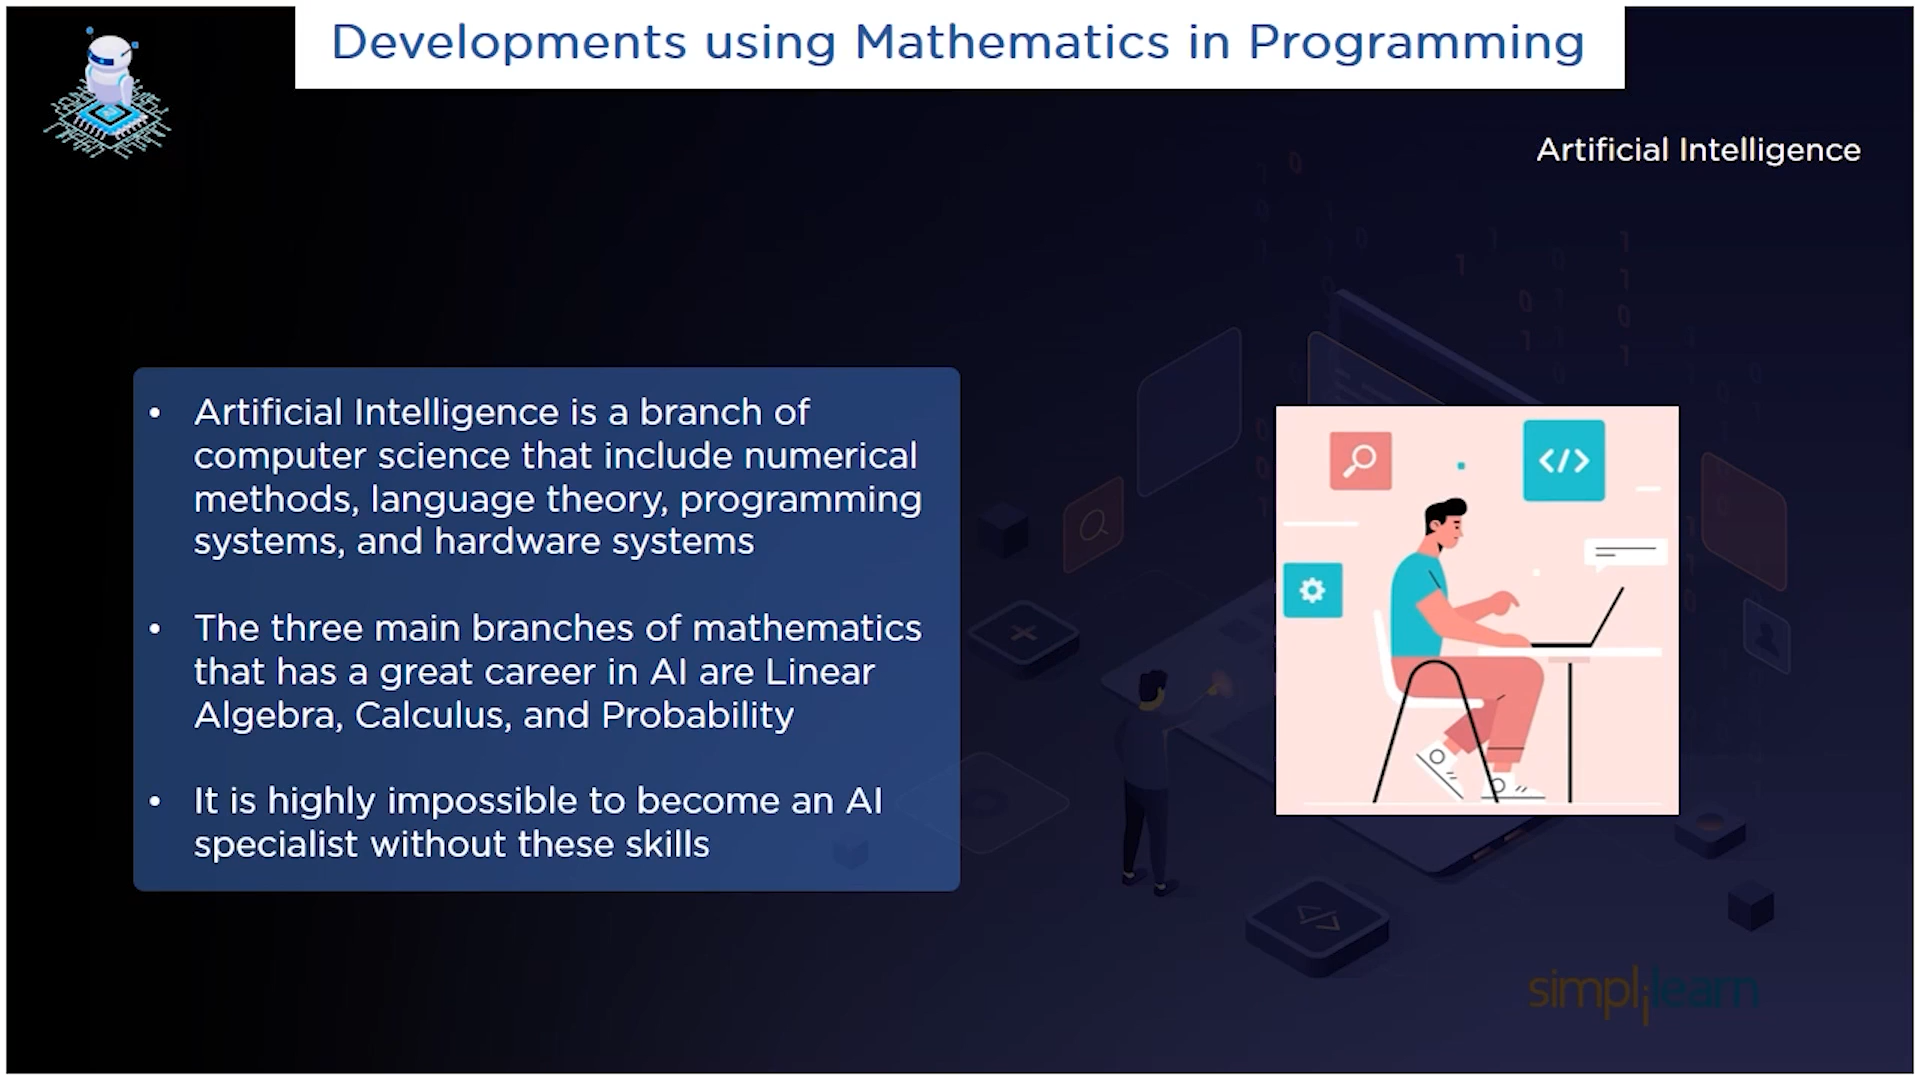 Developments using Mathematics in Programming
Artificial Intelligence
• Artificial Intelligence is a branch of
computer science that include numerical
methods, language theory, programming
systems, and hardware systems
• The three main branches of mathematics
that has a great career in AI are Linear
Algebra, Calculus, and Probability
• It is highly impossible to become an AI
specialist without these skills
</>
simplilearn